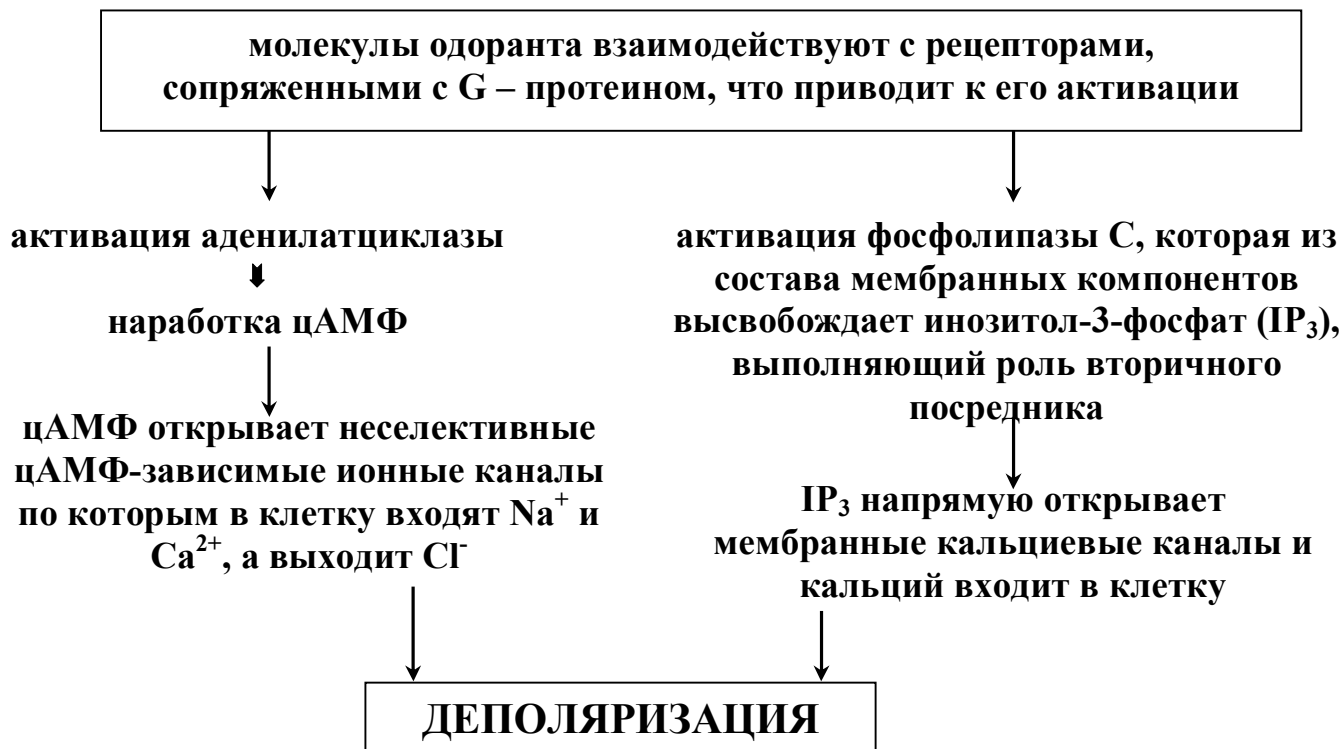 молекулы одоранта взаимодействуют с рецепторами,
сопряженными с G – протеином, что приводит к его активации
активация аденилатциклазы
наработка цАМФ
цАМФ открывает неселективные
цАМФ-зависимые ионные каналы
по которым в клетку входят Na⁺ и
Ca²⁺, а выходит Cl⁻
активация фосфолипазы С, которая из
состава мембранных компонентов
высвобождает инозитол-3-фосфат (IP₃),
выполняющий роль вторичного
посредника
IP₃ напрямую открывает
мембранные кальциевые каналы и
кальций входит в клетку
ДЕПОЛЯРИЗАЦИЯ